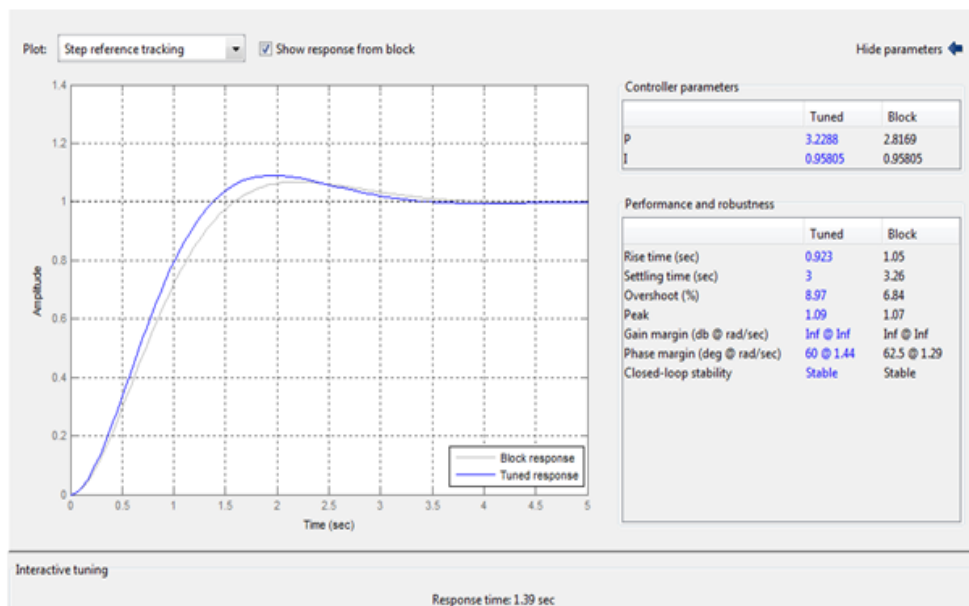 Plot: Step reference tracking Show response from block Hide parameters
1.4
1.2
1
0.8
0.6
0.4
0.2
0
Amplitude
0 0.5 1 1.5 2 2.5 3 3.5 4 4.5 5
Time (sec)
Block response
Tuned response
Controller parameters
Tuned Block
P 3.2288 2.8169
I 0.95805 0.95805
Performance and robustness
Tuned Block
Rise time (sec) 0.923 1.05
Settling time (sec) 3 3.26
Overshoot (%) 8.97 6.84
Peak 1.09 1.07
Gain margin (db @ rad/sec) Inf @ Inf Inf @ Inf
Phase margin (deg @ rad/sec) 60 @ 1.44 62.5 @ 1.29
Closed-loop stability Stable Stable
Interactive tuning
Response time: 1.39 sec